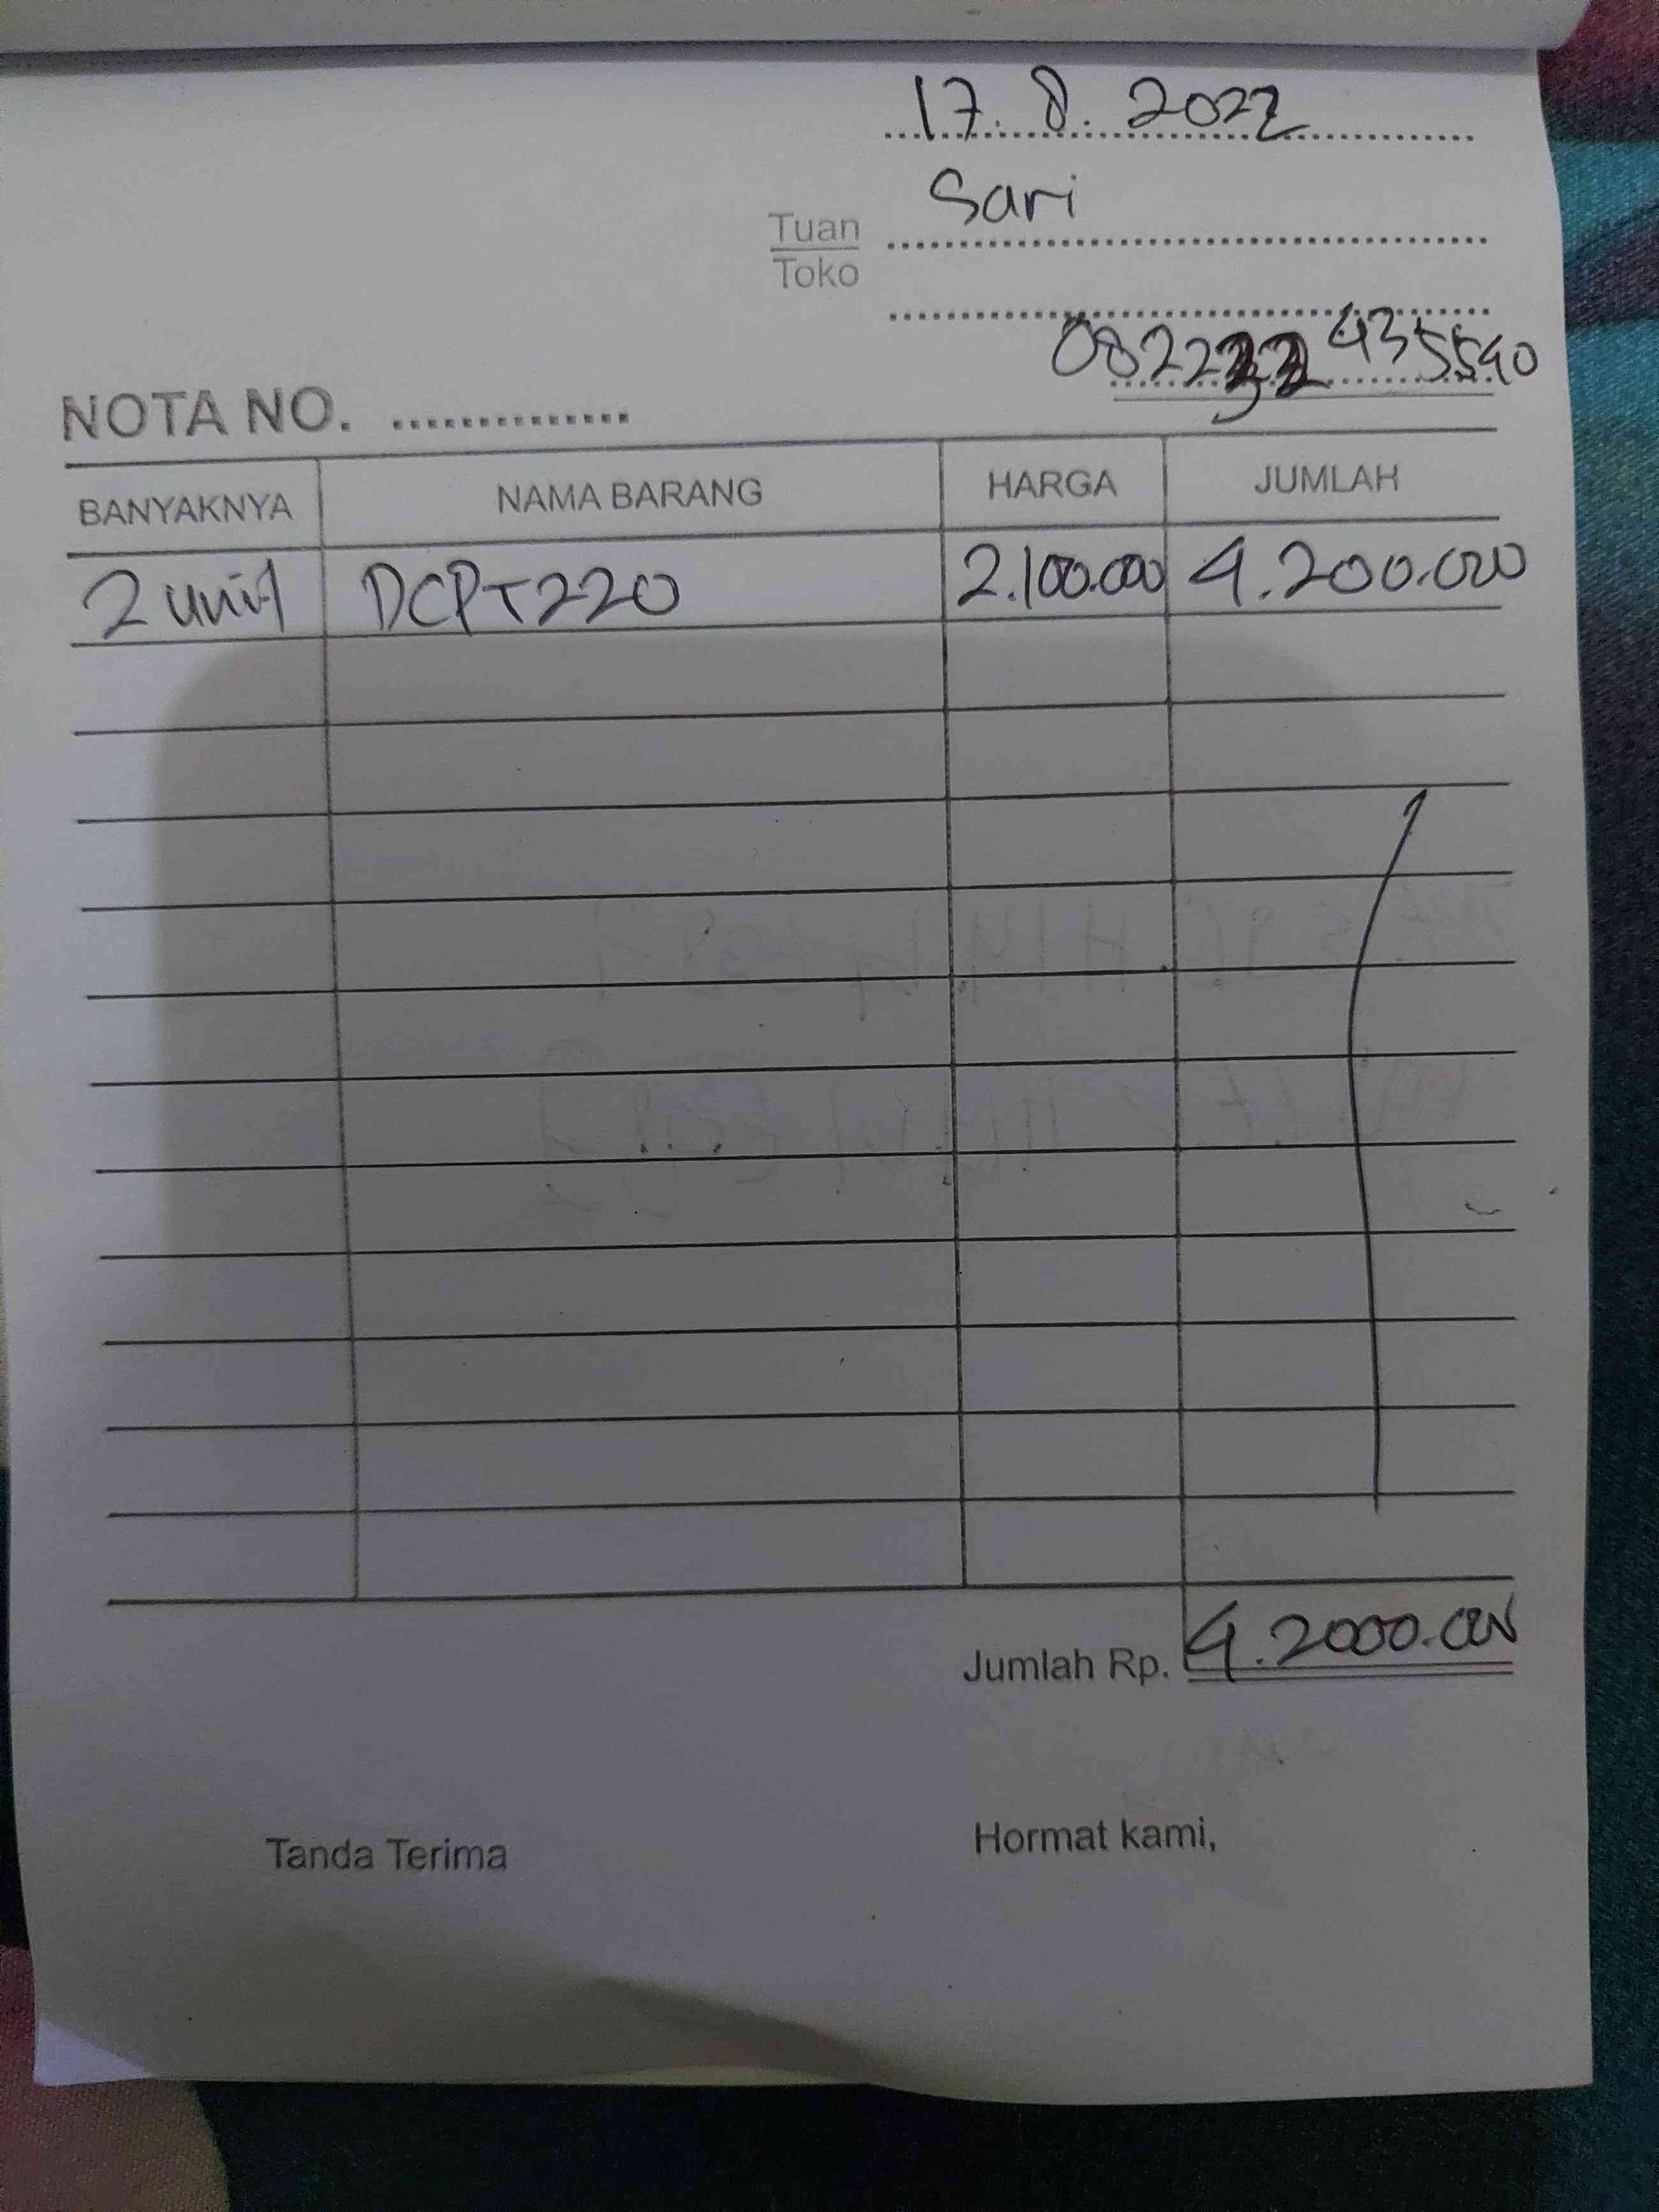 17. 8. 2022
Sari
Tuan
Toko
NOTA NO. ..............
BANYAKNYA NAMA BARANG HARGA JUMLAH
2 unit DCPT220 2.100.000 4.200.000
Jumlah Rp. 4.2000.000
Tanda Terima Hormat kami,